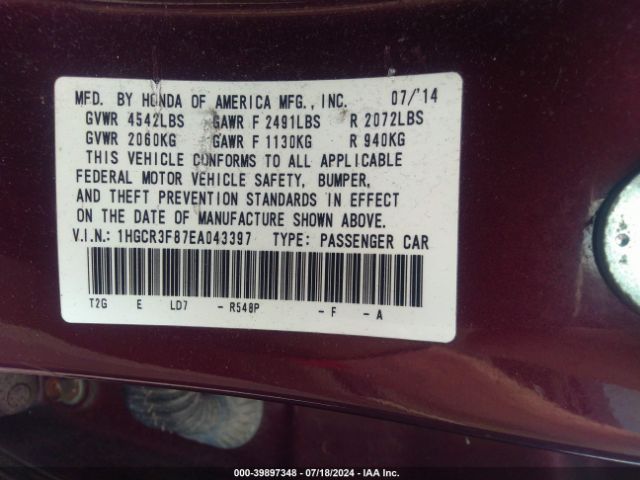 MFD. BY HONDA OF AMERICA MFG., INC. 07/'14
GVWR 4542LBS GAWR F 2491LBS R 2072LBS
GVWR 2060KG GAWR F 1130KG R 940KG
THIS VEHICLE CONFORMS TO ALL APPLICABLE
FEDERAL MOTOR VEHICLE SAFETY, BUMPER,
AND THEFT PREVENTION STANDARDS IN EFFECT
ON THE DATE OF MANUFACTURE SHOWN ABOVE.
V.I.N.: 1HGCR3F87EA043397 TYPE: PASSENGER CAR
T2G E LD7 - R548P - F - A
000-39897348 - 07/18/2024 - IAA Inc.